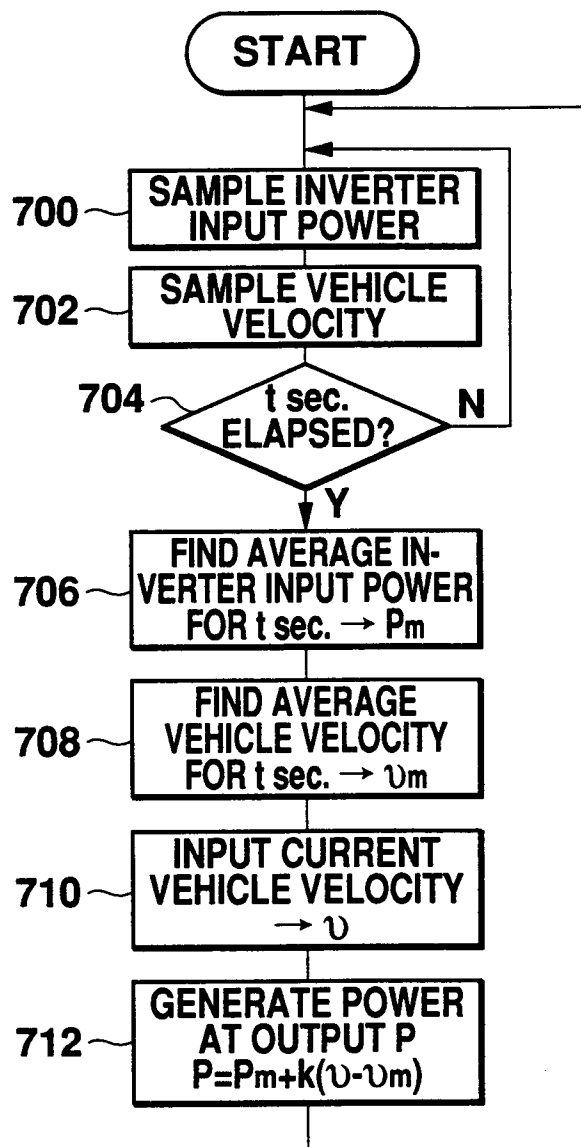 START
700
SAMPLE INVERTER
INPUT POWER
702
SAMPLE VEHICLE
VELOCITY
704
t sec.
ELAPSED?
N
Y
706
FIND AVERAGE IN-
VERTER INPUT POWER
FOR t sec. → Pm
708
FIND AVERAGE
VEHICLE VELOCITY
FOR t sec. → υm
710
INPUT CURRENT
VEHICLE VELOCITY
→ υ
712
GENERATE POWER
AT OUTPUT P
P=Pm+k(υ-υm)